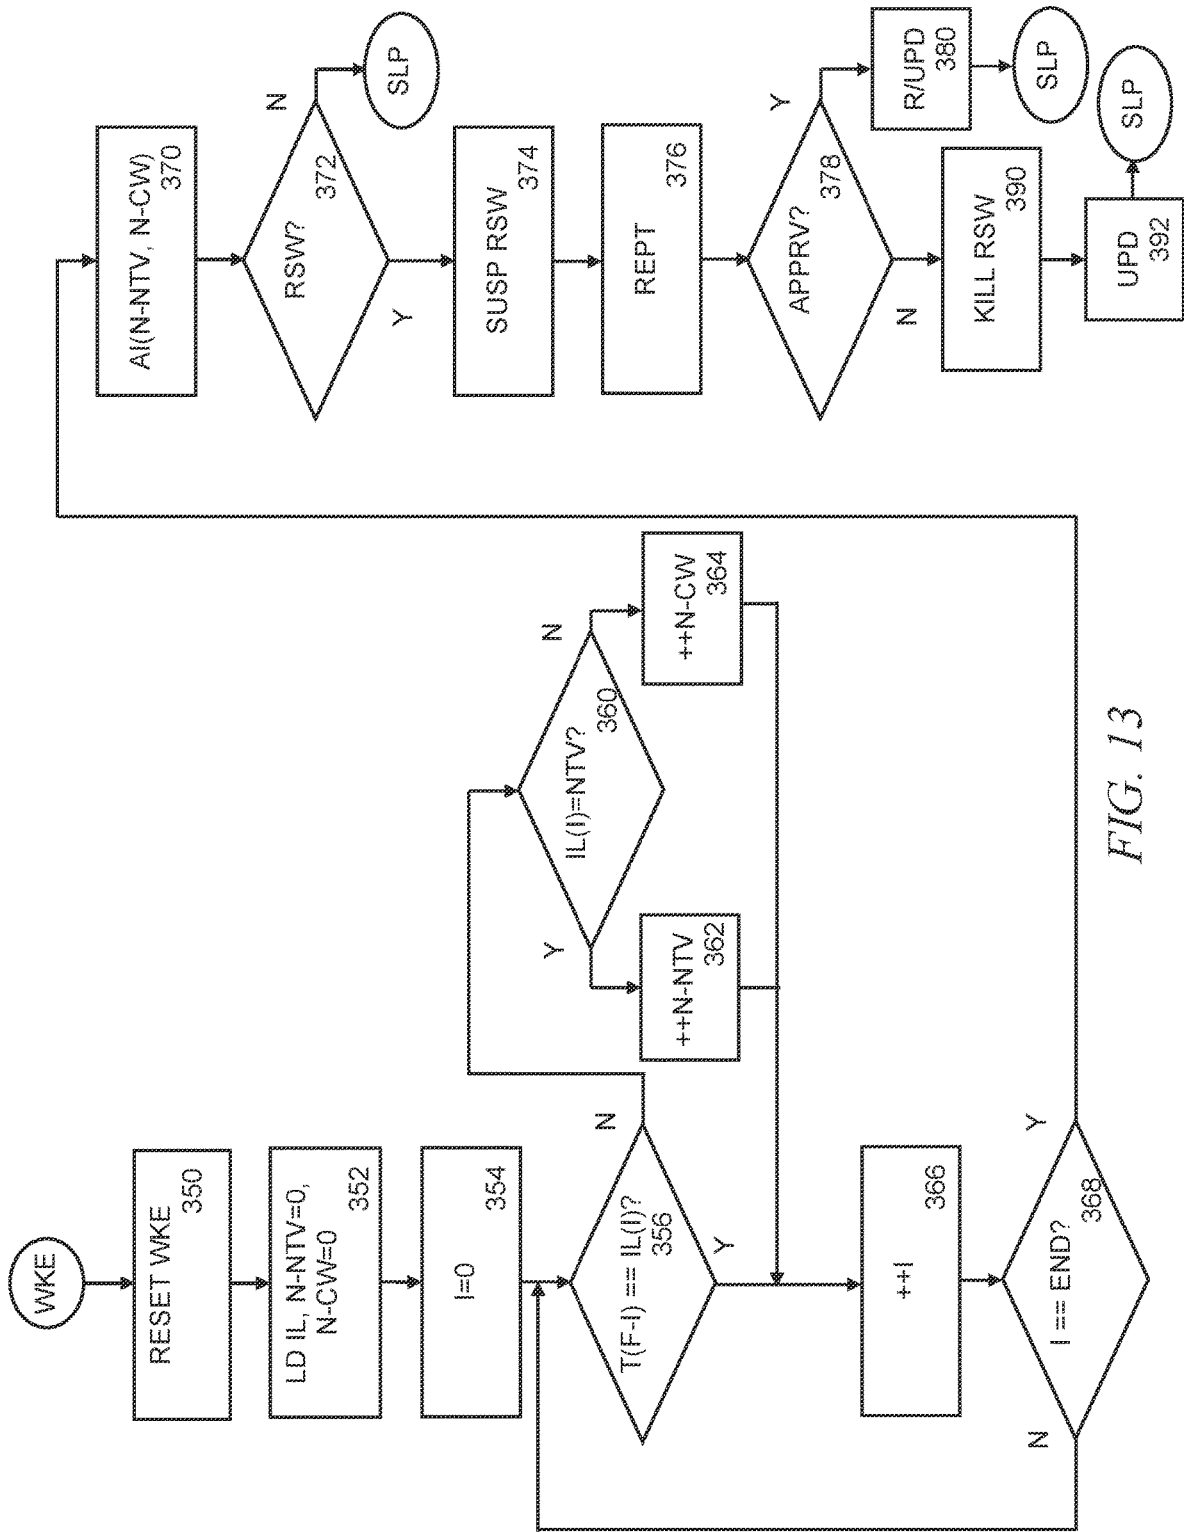 WKE
RESET WKE
350
LD IL, N-NTV=0,
N-CW=0
352
I=0
354
T(F-I) == IL(I)?
356
N
Y
IL(I)=NTV?
360
Y
N
++N-NTV
362
++N-CW
364
++I
366
I == END?
368
N
Y
AI(N-NTV, N-CW)
370
RSW?
372
N
SLP
Y
SUSP RSW
374
REPT
376
APPRV?
378
Y
R/UPD
380
SLP
N
KILL RSW
390
UPD
392
SLP
FIG. 13